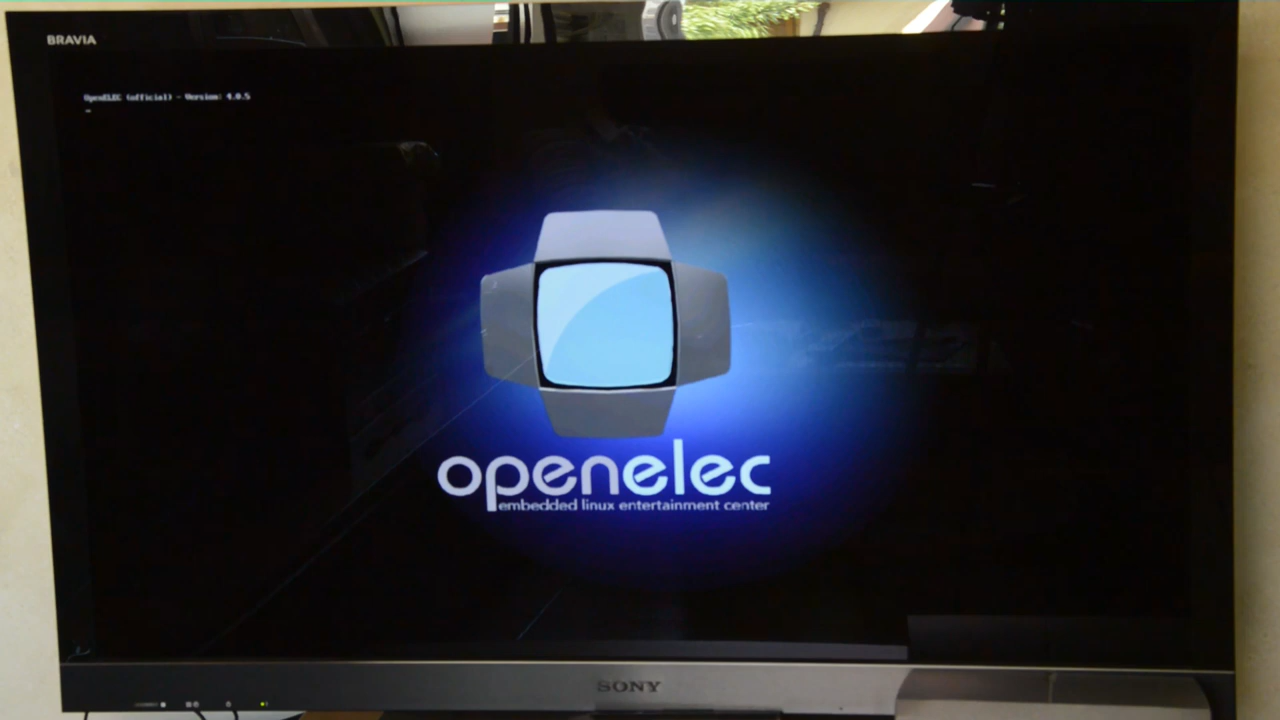 BRAVIA
OpenELEC (official) - Version: 4.0.5
openelec
embedded linux entertainment center
SONY